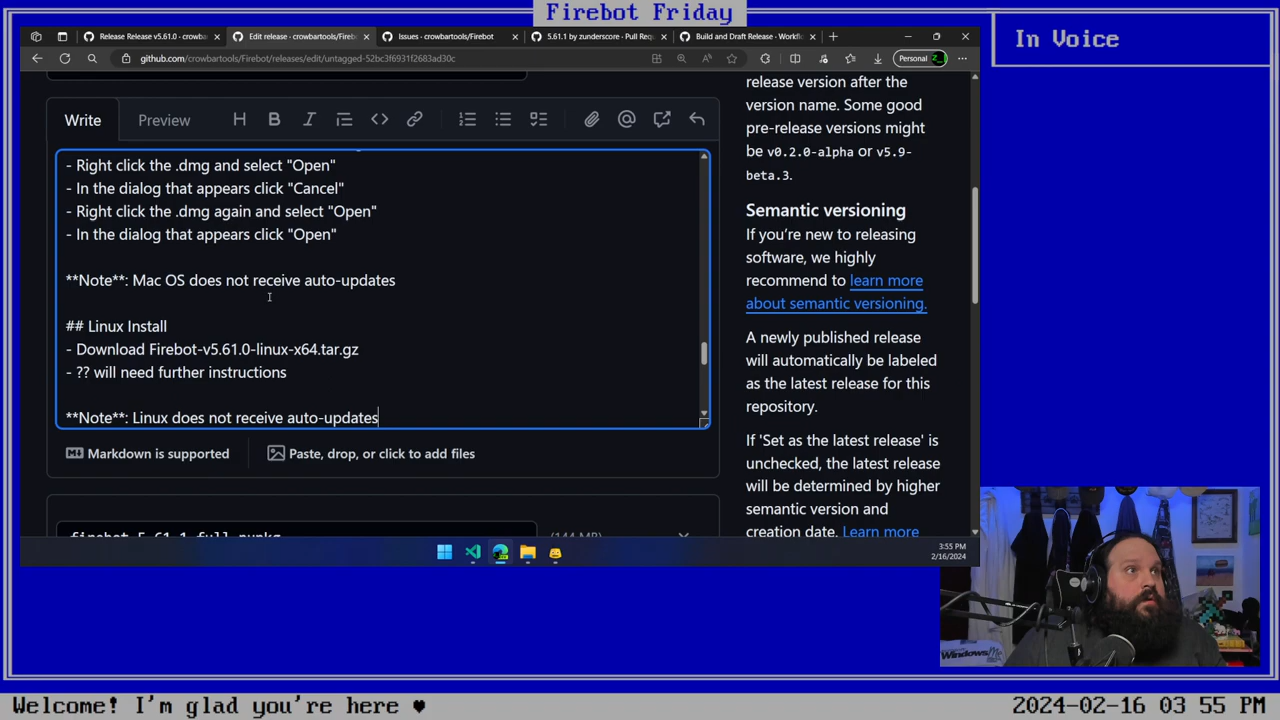 Firebot Friday
In Voice
Release Release v5.61.0 - crowba
Edit release - crowbartools/Fireb
Issues - crowbartools/Firebot
5.61.1 by zunderscore - Pull Req
Build and Draft Release - Workfl
github.com/crowbartools/Firebot/releases/edit/untagged-52bc3f6931f2683ad30c
Personal
Write
Preview
- Right click the .dmg and select "Open"
- In the dialog that appears click "Cancel"
- Right click the .dmg again and select "Open"
- In the dialog that appears click "Open"
**Note**: Mac OS does not receive auto-updates
## Linux Install
- Download Firebot-v5.61.0-linux-x64.tar.gz
- ?? will need further instructions
**Note**: Linux does not receive auto-updates
Markdown is supported
Paste, drop, or click to add files
firebot-5.61.1-full.nupkg
(144 MB)
release version after the
version name. Some good
pre-release versions might
be v0.2.0-alpha or v5.9-
beta.3.
Semantic versioning
If you're new to releasing
software, we highly
recommend to learn more
about semantic versioning.
A newly published release
will automatically be labeled
as the latest release for this
repository.
If 'Set as the latest release' is
unchecked, the latest release
will be determined by higher
semantic version and
creation date. Learn more
3:55 PM
2/16/2024
Welcome! I'm glad you're here ♥
2024-02-16 03 55 PM